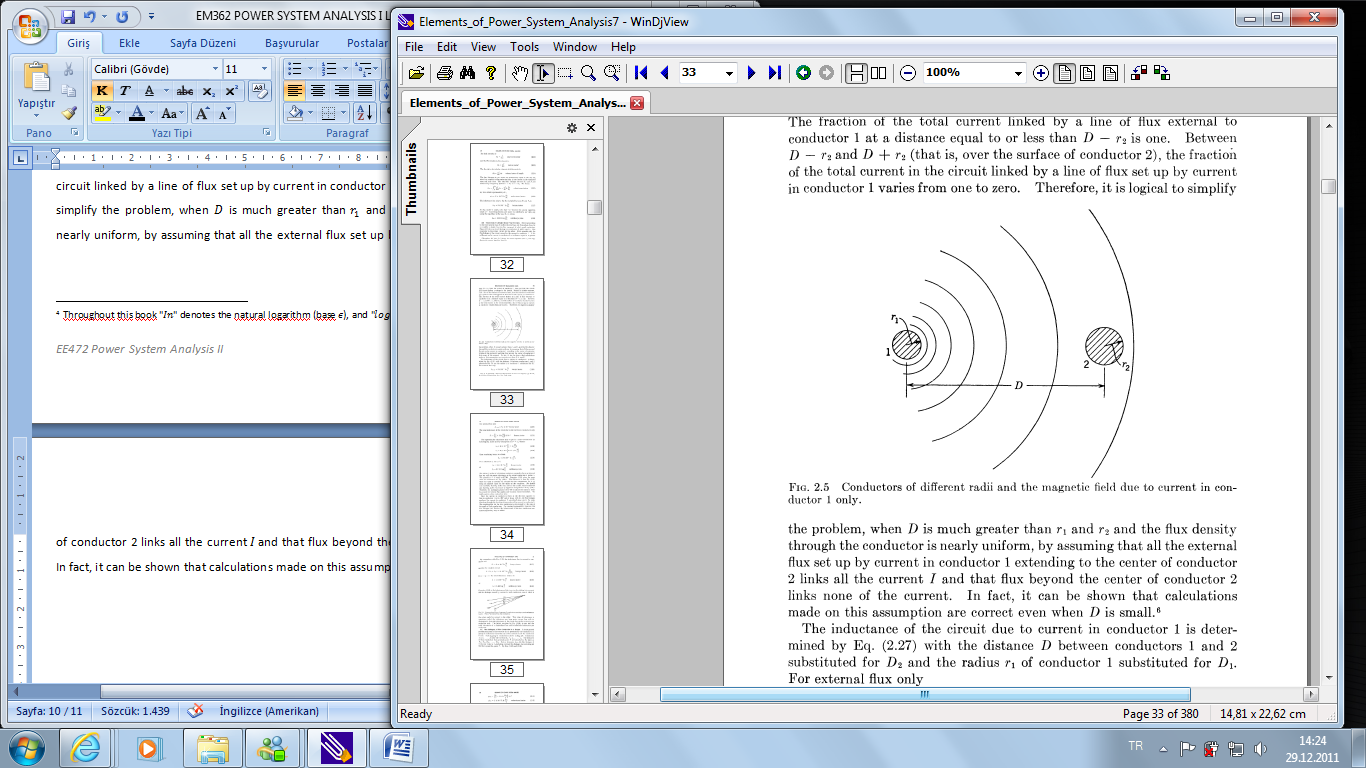 EM362 POWER SYSTEM ANALYSIS I L
Giriş Ekle Sayfa Düzeni Başvurular Postalar
Yapıştır
Calibri (Gövde) 11
K T A abc x₂ x²
ab A Aa A A
Pano Yazı Tipi Paragraf
1 2 3 4 5 6 7 8
circuit linked by a line of flux set up by current in conductor
simplify the problem, when D is much greater than r₁ and
nearly uniform, by assuming that all the external flux set up
⁴ Throughout this book "In" denotes the natural logarithm (base ϵ), and "log
EE472 Power System Analysis II
of conductor 2 links all the current I and that flux beyond the
In fact, it can be shown that calculations made on this assump
Sayfa: 10 / 11 Sözcük: 1.439 İngilizce (Amerikan)
Elements_of_Power_System_Analysis7 - WinDjView
File Edit View Tools Window Help
33 100%
Elements_of_Power_System_Analys...
Thumbnails
32
33
34
35
The fraction of the total current linked by a line of flux external to
conductor 1 at a distance equal to or less than D − r₂ is one. Between
D − r₂ and D + r₂ (that is, over the surface of conductor 2), the fraction
of the total current in the circuit linked by a line of flux set up by current
in conductor 1 varies from one to zero. Therefore, it is logical to simplify
r₁
1
2
r₂
D
Fig. 2.5 Conductors of different radii and the magnetic field due to current in con-
ductor 1 only.
the problem, when D is much greater than r₁ and r₂ and the flux density
through the conductor is nearly uniform, by assuming that all the external
flux set up by current in conductor 1 extending to the center of conductor
2 links all the current I and that flux beyond the center of conductor 2
links none of the current. In fact, it can be shown that calculations
made on this assumption are correct even when D is small.⁶
The inductance of the circuit due to current in conductor 1 is deter-
mined by Eq. (2.27) with the distance D between conductors 1 and 2
substituted for D₂ and the radius r₁ of conductor 1 substituted for D₁.
For external flux only
Ready Page 33 of 380 14,81 x 22,62 cm
TR 14:24
29.12.2011